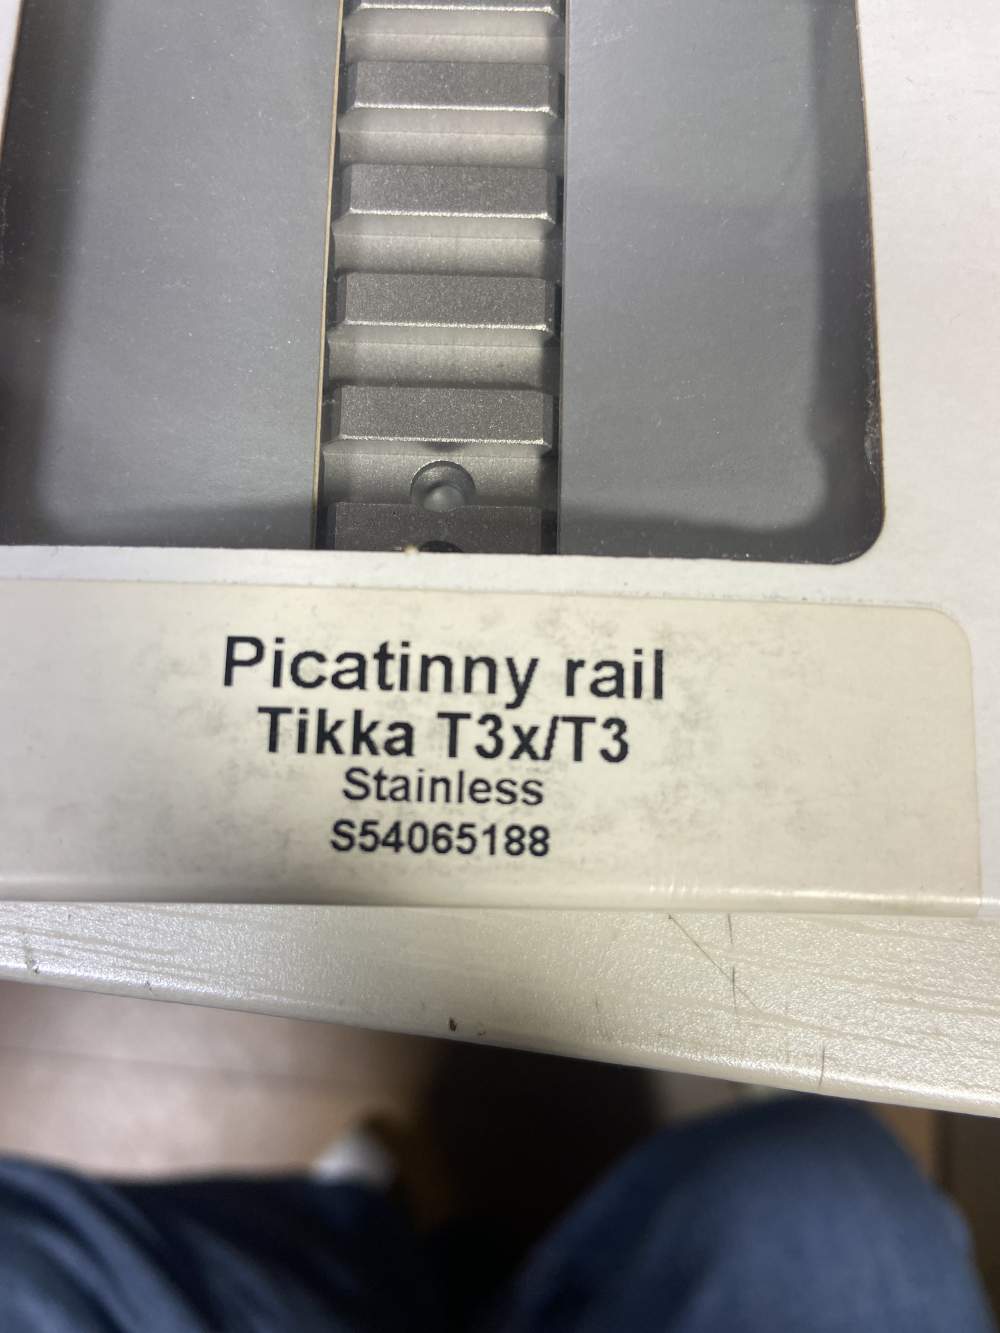 Picatinny rail
Tikka T3x/T3
Stainless
S54065188